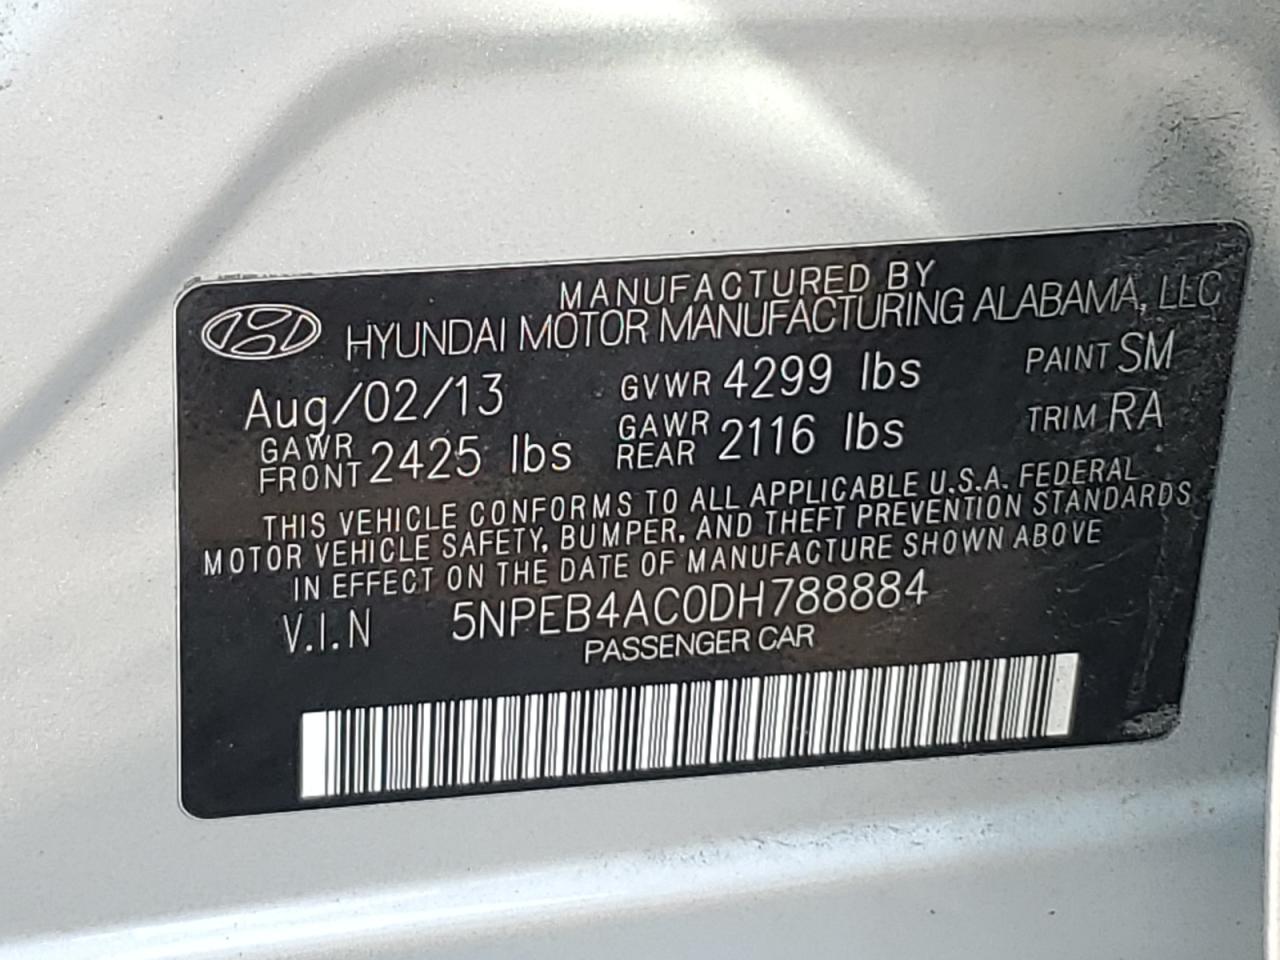 MANUFACTURED BY
HYUNDAI MOTOR MANUFACTURING ALABAMA, LLC
Aug/02/13 GVWR 4299 lbs PAINT SM
GAWR FRONT 2425 lbs GAWR REAR 2116 lbs TRIM RA
THIS VEHICLE CONFORMS TO ALL APPLICABLE U.S.A. FEDERAL
MOTOR VEHICLE SAFETY, BUMPER, AND THEFT PREVENTION STANDARDS
IN EFFECT ON THE DATE OF MANUFACTURE SHOWN ABOVE
V.I.N 5NPEB4AC0DH788884
PASSENGER CAR